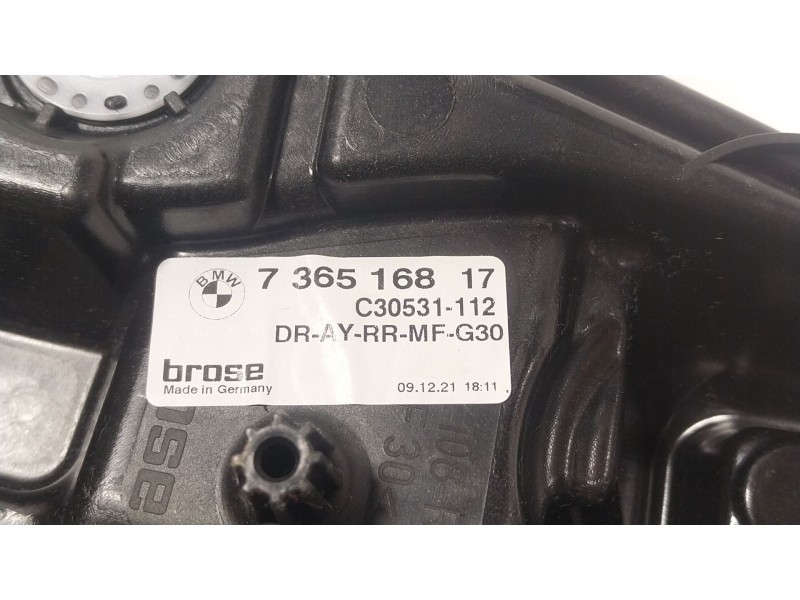 BMW
7 365 168 17
C30531-112
DR-AY-RR-MF-G30
brose
Made in Germany
09.12.21 18:11